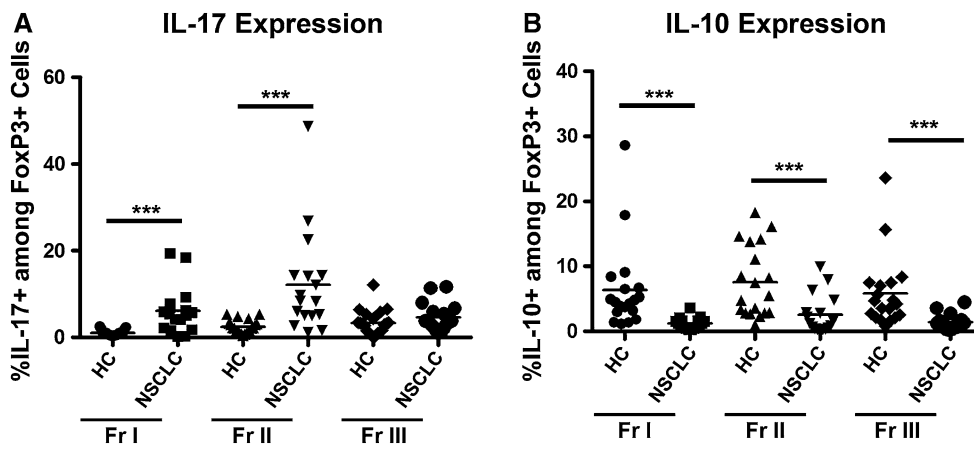 A
IL-17 Expression
%IL-17+ among FoxP3+ Cells
60
40
20
0
***
***
HC
NSCLC
HC
NSCLC
HC
NSCLC
Fr I
Fr II
Fr III
B
IL-10 Expression
%IL-10+ among FoxP3+ Cells
40
30
20
10
0
***
***
***
HC
NSCLC
HC
NSCLC
HC
NSCLC
Fr I
Fr II
Fr III